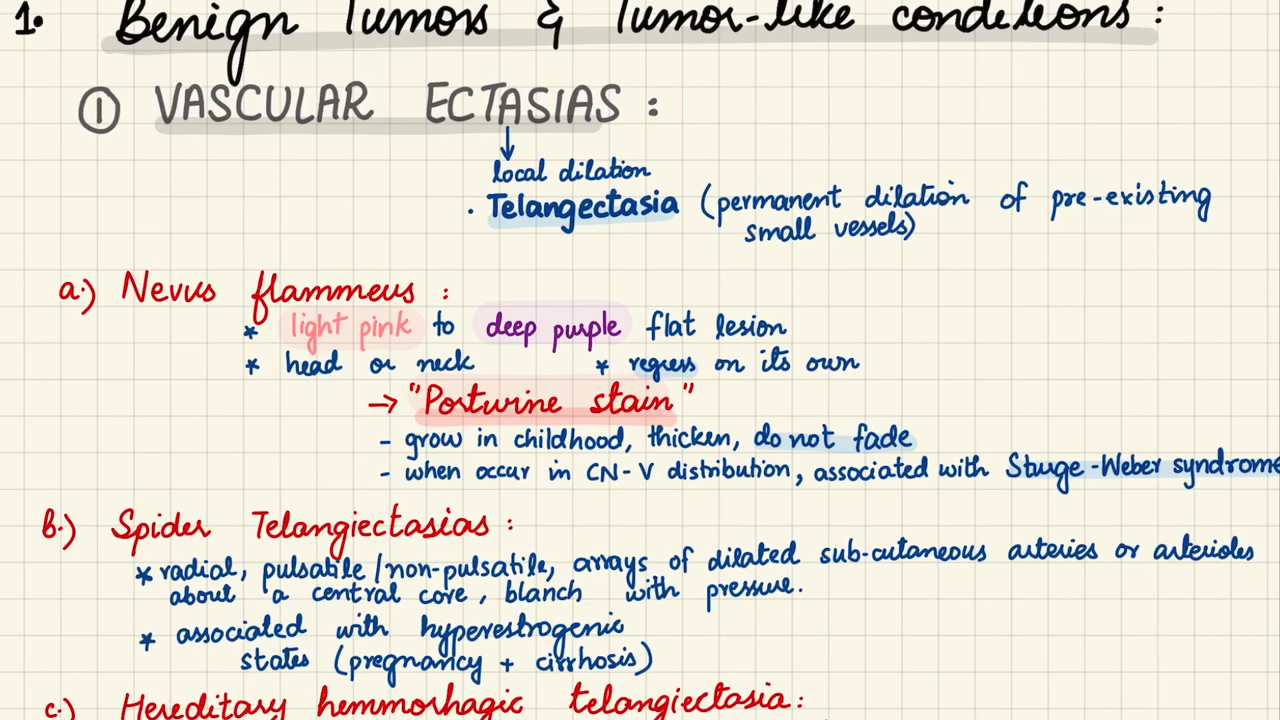 1. Benign Tumors & Tumor-like conditions :
① VASCULAR ECTASIAS :
↓
local dilation
· Telangectasia (permanent dilation of pre-existing
small vessels)
a.) Nevus flammeus :
* light pink to deep purple flat lesion
* head or neck * regress on its own
→ "Portwine stain"
- grow in childhood, thicken, do not fade
- when occur in CN-V distribution, associated with Sturge-Weber syndrome
b.) Spider Telangiectasias :
* radial, pulsatile/non-pulsatile, arrays of dilated sub-cutaneous arteries or arterioles
about a central core, blanch with pressure.
* associated with hyperestrogenic
states (pregnancy + cirrhosis)
c.) Hereditary hemmorhagic telangiectasia: